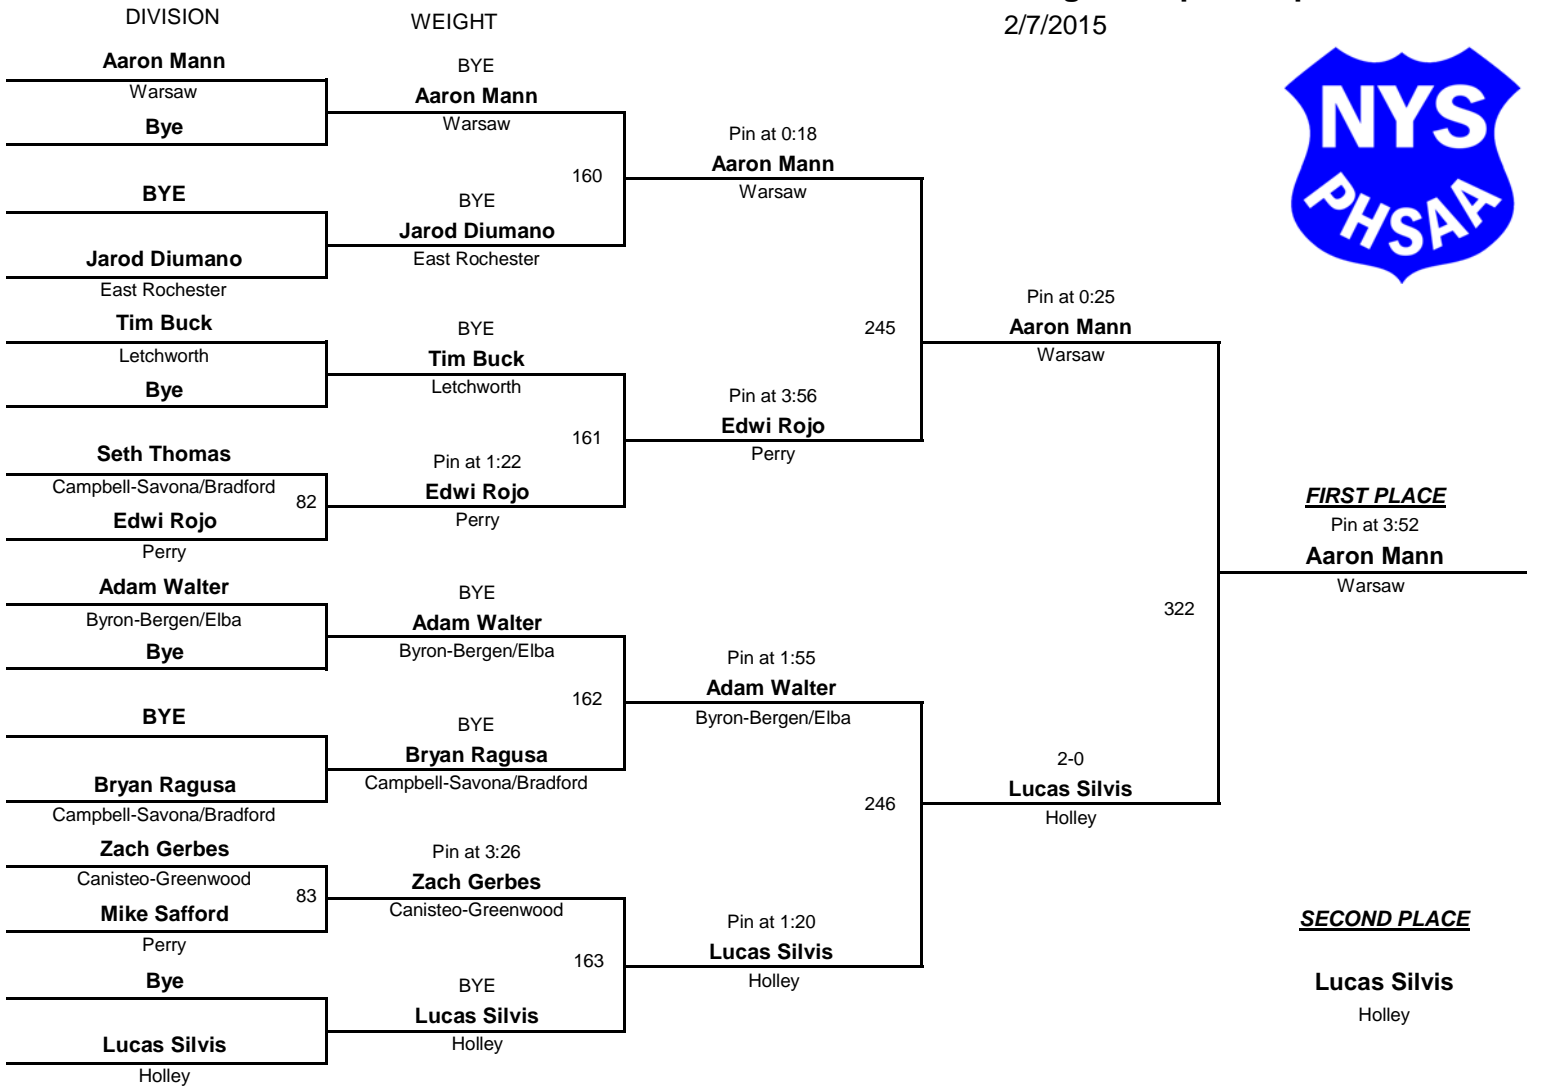 DIVISION
WEIGHT
2/7/2015
NYS
PHSAA
Aaron Mann
Warsaw
Bye
BYE
Jarod Diumano
East Rochester
Tim Buck
Letchworth
Bye
Seth Thomas
Campbell-Savona/Bradford
82
Edwi Rojo
Perry
Adam Walter
Byron-Bergen/Elba
Bye
BYE
Bryan Ragusa
Campbell-Savona/Bradford
Zach Gerbes
Canisteo-Greenwood
83
Mike Safford
Perry
Bye
Lucas Silvis
Holley
BYE
Aaron Mann
Warsaw
160
BYE
Jarod Diumano
East Rochester
BYE
Tim Buck
Letchworth
161
Pin at 1:22
Edwi Rojo
Perry
BYE
Adam Walter
Byron-Bergen/Elba
162
BYE
Bryan Ragusa
Campbell-Savona/Bradford
Pin at 3:26
Zach Gerbes
Canisteo-Greenwood
163
BYE
Lucas Silvis
Holley
Pin at 0:18
Aaron Mann
Warsaw
245
Pin at 3:56
Edwi Rojo
Perry
Pin at 1:55
Adam Walter
Byron-Bergen/Elba
246
Pin at 1:20
Lucas Silvis
Holley
Pin at 0:25
Aaron Mann
Warsaw
322
2-0
Lucas Silvis
Holley
FIRST PLACE
Pin at 3:52
Aaron Mann
Warsaw
SECOND PLACE
Lucas Silvis
Holley